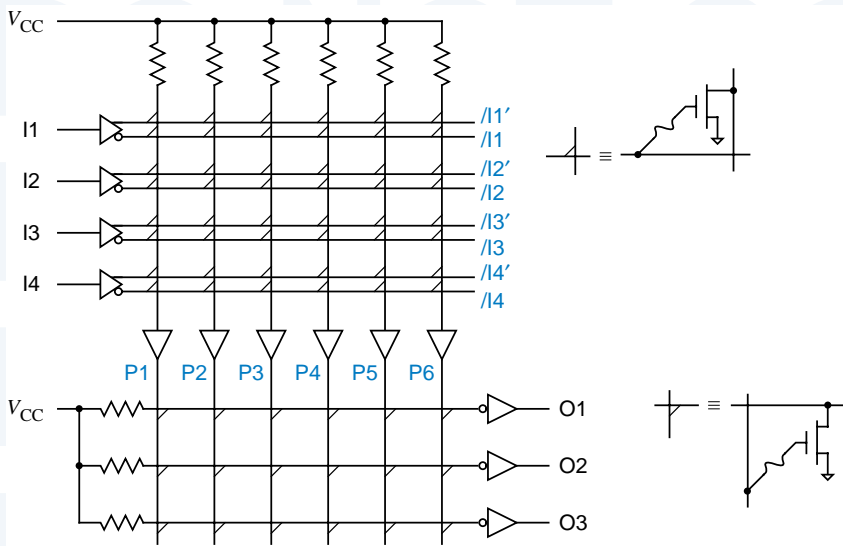 VCC
I1
/I1′
/I1
I2
/I2′
/I2
≡
I3
/I3′
/I3
I4
/I4′
/I4
P1 P2 P3 P4 P5 P6
VCC
O1
≡
O2
O3